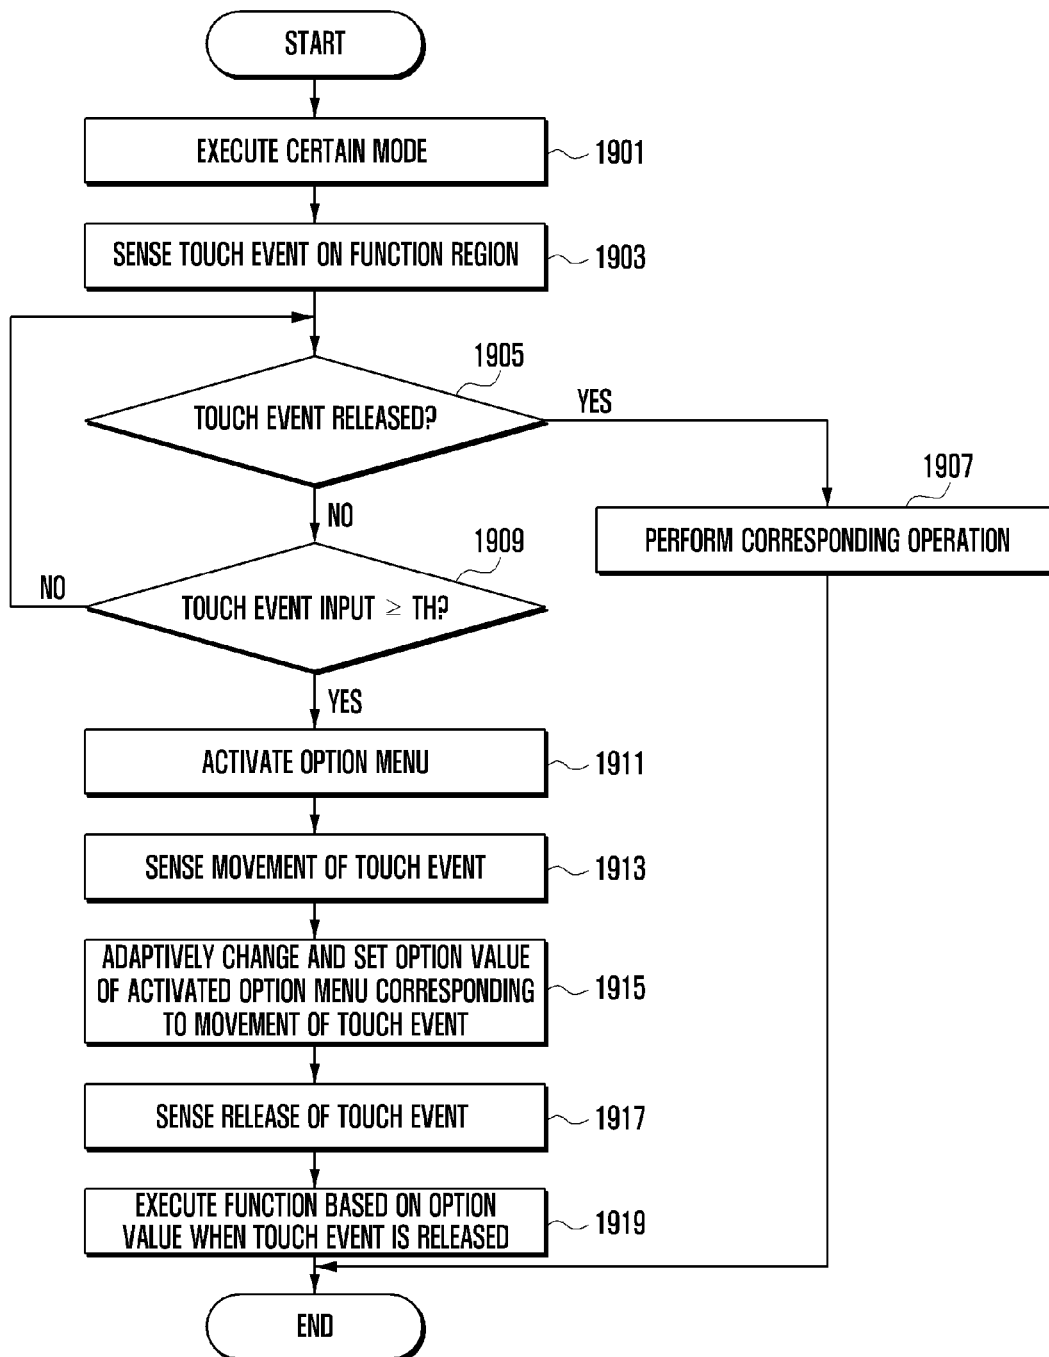 START
EXECUTE CERTAIN MODE
1901
SENSE TOUCH EVENT ON FUNCTION REGION
1903
1905
TOUCH EVENT RELEASED?
YES
1907
PERFORM CORRESPONDING OPERATION
NO
1909
NO
TOUCH EVENT INPUT ≥ TH?
YES
ACTIVATE OPTION MENU
1911
SENSE MOVEMENT OF TOUCH EVENT
1913
ADAPTIVELY CHANGE AND SET OPTION VALUE
OF ACTIVATED OPTION MENU CORRESPONDING
TO MOVEMENT OF TOUCH EVENT
1915
SENSE RELEASE OF TOUCH EVENT
1917
EXECUTE FUNCTION BASED ON OPTION
VALUE WHEN TOUCH EVENT IS RELEASED
1919
END